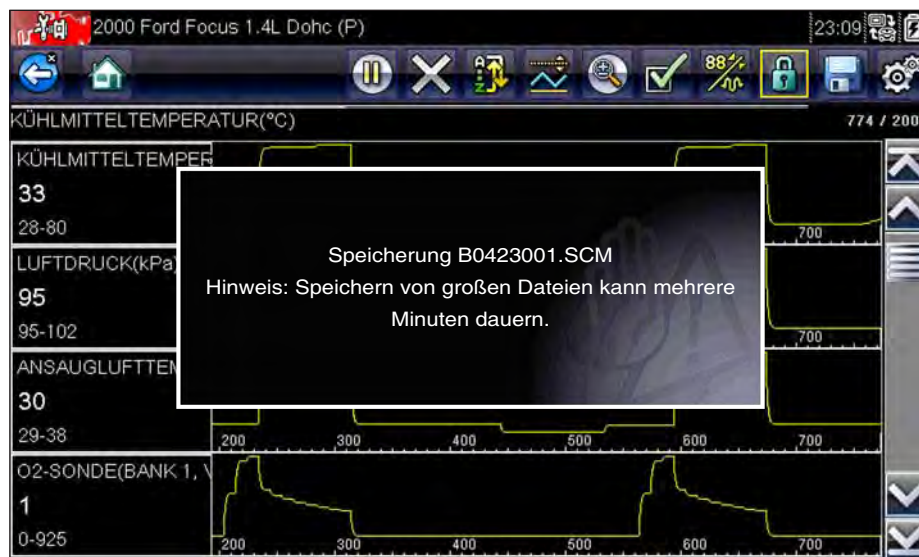 2000 Ford Focus 1.4L Dohc (P)
23:09
KÜHLMITTELTEMPERATUR(°C)
774 / 200
KÜHLMITTELTEMPER
33
28-80
700
LUFTDRUCK(kPa)
95
95-102
700
Speicherung B0423001.SCM
Hinweis: Speichern von großen Dateien kann mehrere
Minuten dauern.
ANSAUGLUFTTEM
30
29-38
200 300 400 500 600 700
O2-SONDE(BANK 1, V
1
0-925
200 300 400 500 600 700